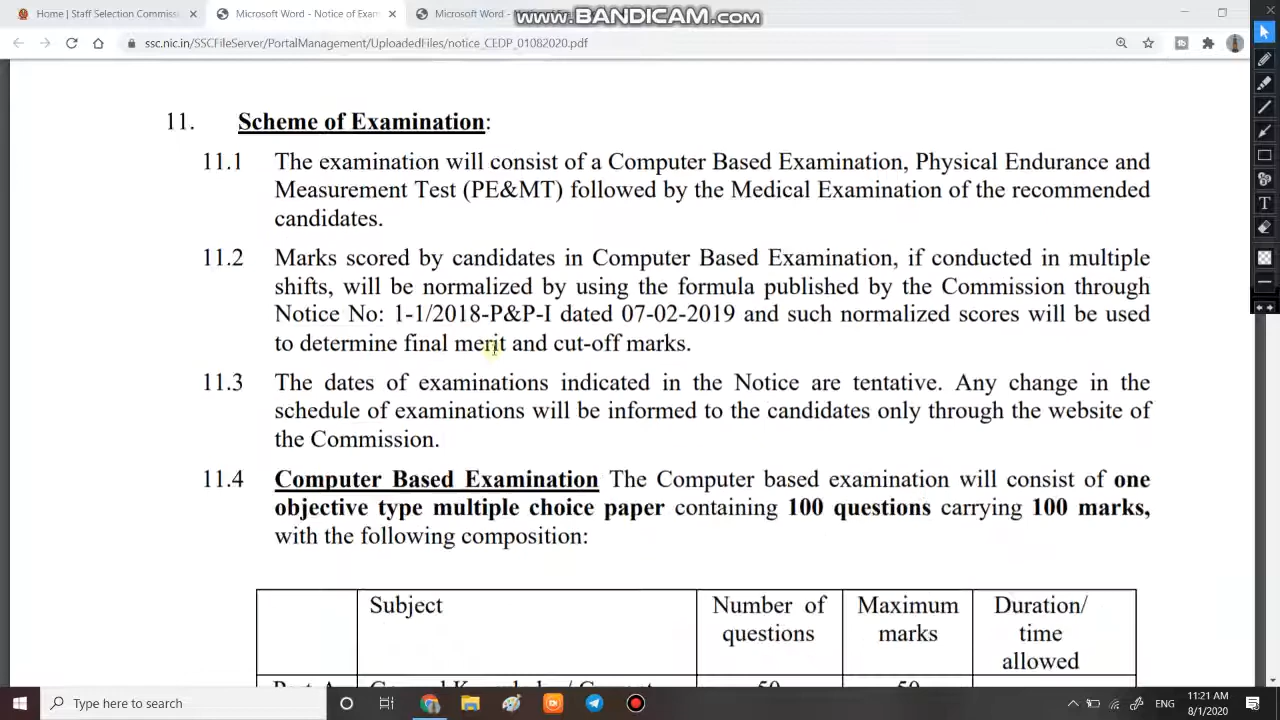 Home | Staff Selection Commiss
Microsoft Word - Notice of Exam
Microsoft Word -
www.BANDICAM.com
ssc.nic.in/SSCFileServer/PortalManagement/UploadedFiles/notice_CEDP_01082020.pdf
11. Scheme of Examination:
11.1 The examination will consist of a Computer Based Examination, Physical Endurance and
Measurement Test (PE&MT) followed by the Medical Examination of the recommended
candidates.
11.2 Marks scored by candidates in Computer Based Examination, if conducted in multiple
shifts, will be normalized by using the formula published by the Commission through
Notice No: 1-1/2018-P&P-I dated 07-02-2019 and such normalized scores will be used
to determine final merit and cut-off marks.
11.3 The dates of examinations indicated in the Notice are tentative. Any change in the
schedule of examinations will be informed to the candidates only through the website of
the Commission.
11.4 Computer Based Examination The Computer based examination will consist of one
objective type multiple choice paper containing 100 questions carrying 100 marks,
with the following composition:
Subject
Number of
questions
Maximum
marks
Duration/
time
allowed
Type here to search
ENG
11:21 AM
8/1/2020